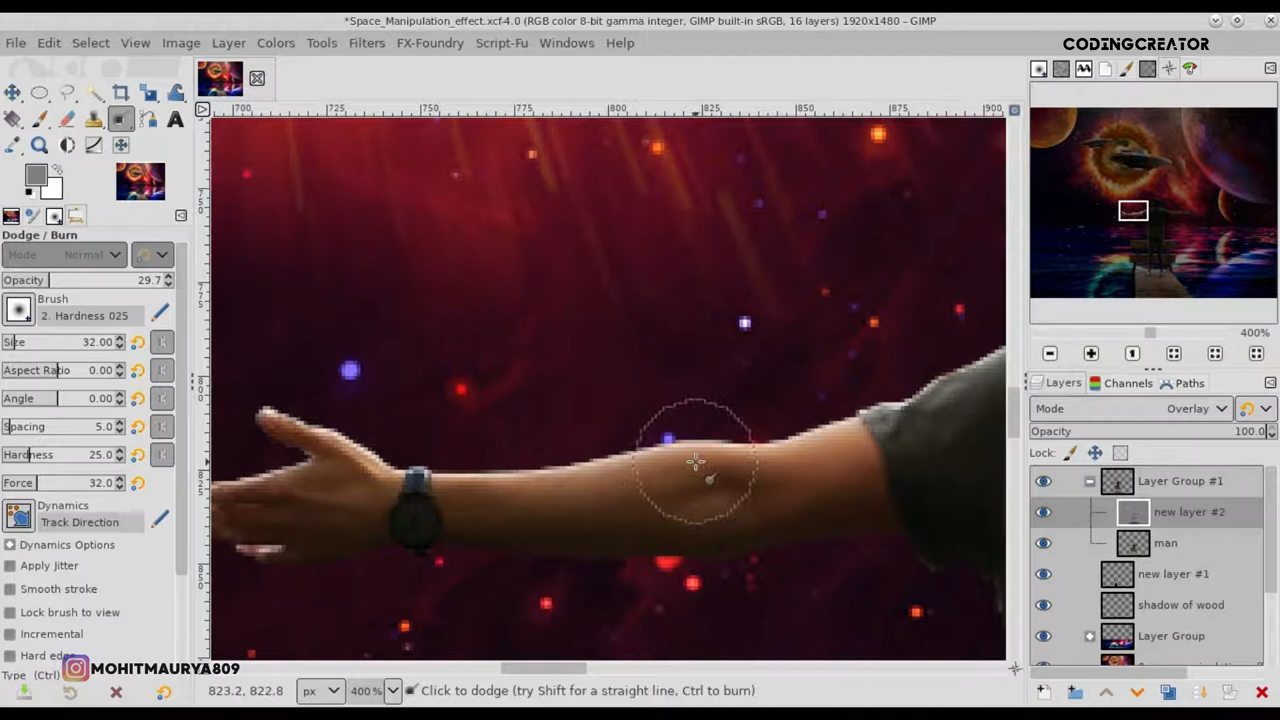 *Space_Manipulation_effect.xcf-4.0 (RGB color 8-bit gamma integer, GIMP built-in sRGB, 16 layers) 1920x1480 – GIMP
File Edit Select View Image Layer Colors Tools Filters FX-Foundry Script-Fu Windows Help
CODINGCREATOR
700 725 750 775 800 825 850 875 900
Dodge / Burn
Mode Normal
Opacity 29.7
Brush
2. Hardness 025
Size 32.00
Aspect Ratio 0.00
Angle 0.00
Spacing 5.0
Hardness 25.0
Force 32.0
Dynamics
Track Direction
Dynamics Options
Apply Jitter
Smooth stroke
Lock brush to view
Incremental
Hard edge
Type (Ctrl)
MOHITMAURYA809
750
775
800
825
850
823.2, 822.8 px 400 % Click to dodge (try Shift for a straight line, Ctrl to burn)
400%
Layers Channels Paths
Mode Overlay
Opacity 100.0
Lock:
Layer Group #1
new layer #2
man
new layer #1
shadow of wood
Layer Group